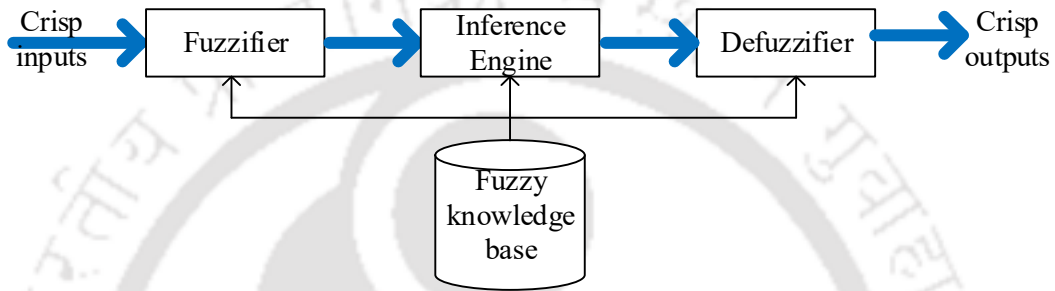 Crisp
inputs
Fuzzifier
Inference
Engine
Defuzzifier
Crisp
outputs
Fuzzy
knowledge
base